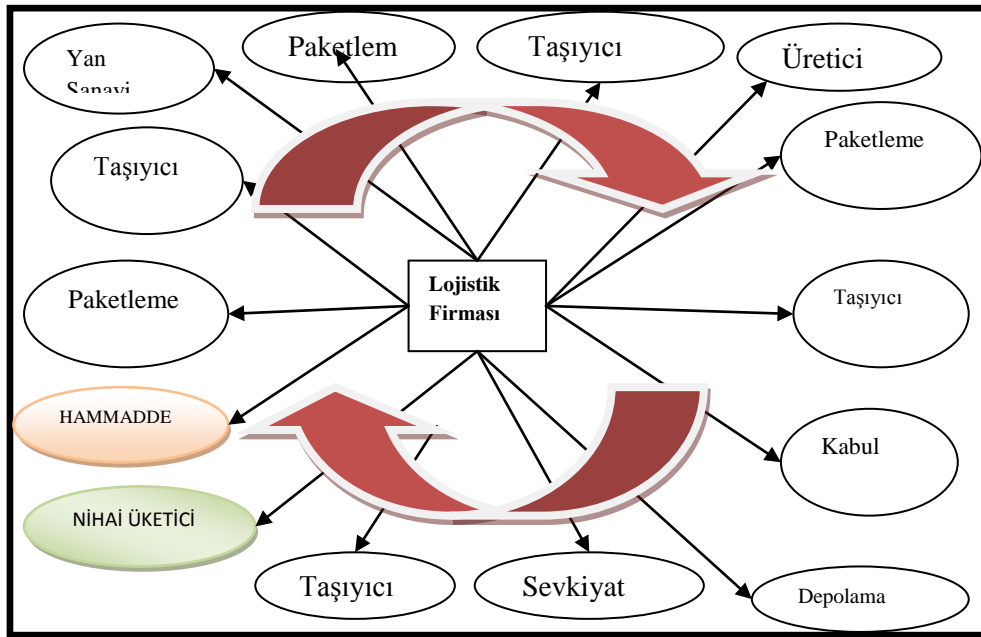 Paketlem
Taşıyıcı
Üretici
Yan
Sanayi
Paketleme
Taşıyıcı
Lojistik
Firması
Paketleme
Taşıyıcı
HAMMADDE
Kabul
NİHAİ ÜKETİCİ
Taşıyıcı
Sevkiyat
Depolama